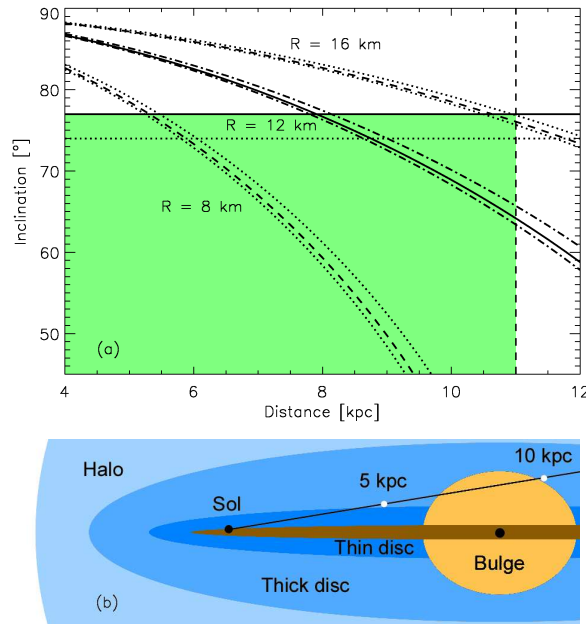 90
80
70
60
50
Inclination [°]
R = 16 km
R = 12 km
R = 8 km
(a)
4 6 8 10 12
Distance [kpc]
Halo
10 kpc
5 kpc
Sol
Thin disc
Bulge
Thick disc
(b)